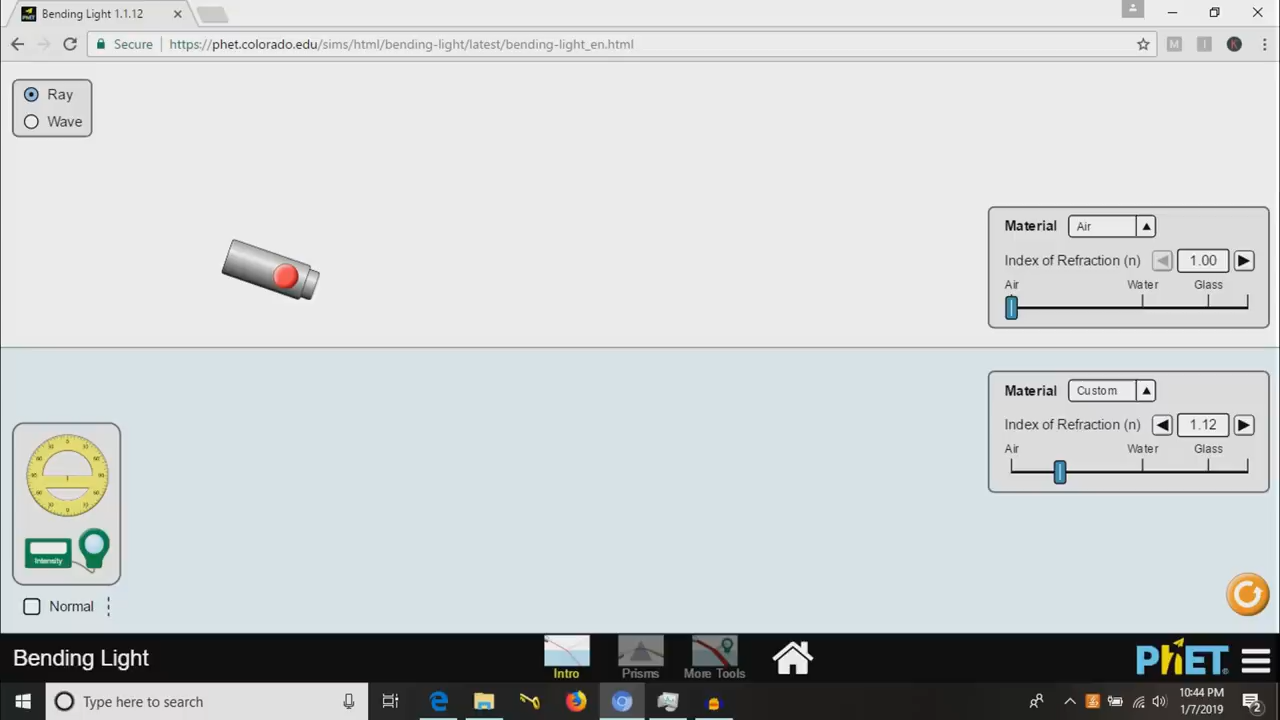 Bending Light 1.1.12
Secure https://phet.colorado.edu/sims/html/bending-light/latest/bending-light_en.html
M I K
Ray
Wave
Material Air
Index of Refraction (n) 1.00
Air Water Glass
Material Custom
Index of Refraction (n) 1.12
Air Water Glass
Intensity
Normal
Bending Light
Intro Prisms More Tools
PhET
Type here to search
10:44 PM
1/7/2019
2